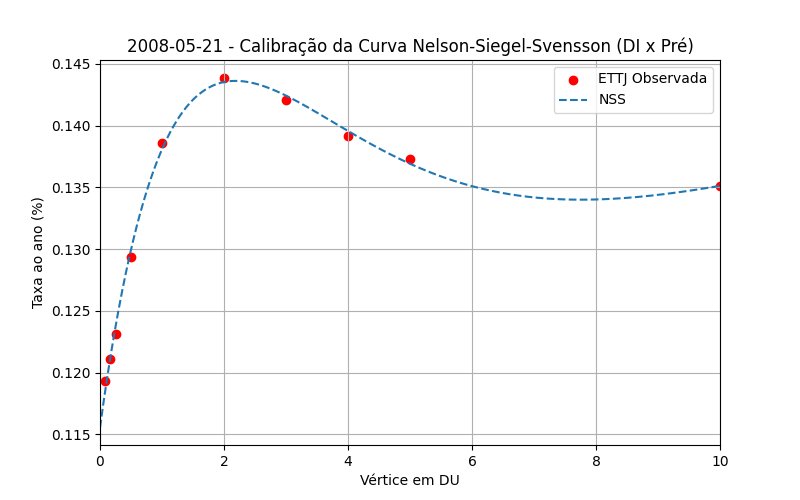 2008-05-21 - Calibração da Curva Nelson-Siegel-Svensson (DI x Pré)
ETTJ Observada
NSS
Taxa ao ano (%)
0.145
0.140
0.135
0.130
0.125
0.120
0.115
0 2 4 6 8 10
Vértice em DU